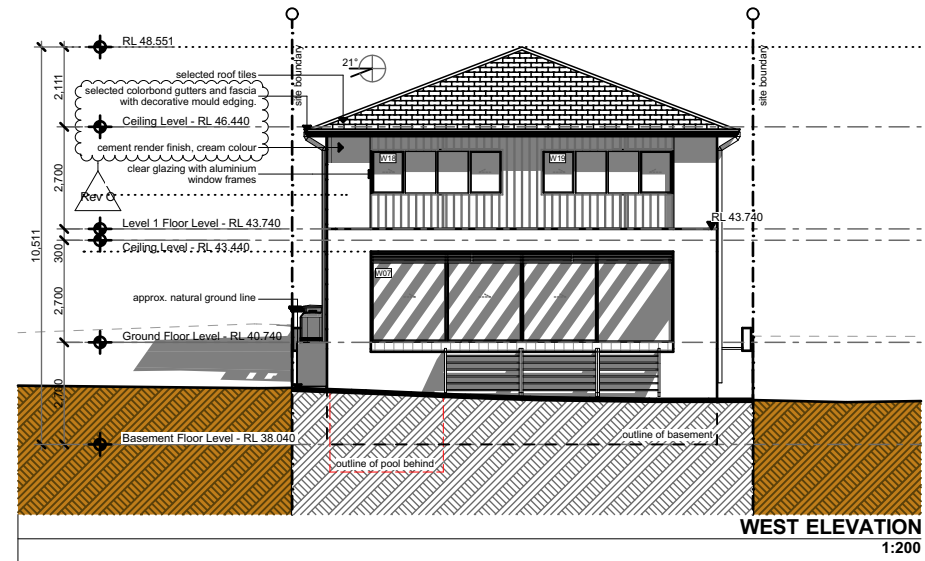 RL 48.551
21°
site boundary
site boundary
selected roof tiles
selected colorbond gutters and fascia
with decorative mould edging.
2,111
Ceiling Level - RL 46.440
cement render finish, cream colour
clear glazing with aluminium
window frames
W18
W19
2,700
Rev O
RL 43.740
Level 1 Floor Level - RL 43.740
Ceiling Level - RL 43.440
300
10,511
W07
2,700
approx. natural ground line
Ground Floor Level - RL 40.740
2,700
Basement Floor Level - RL 38.040
outline of basement
outline of pool behind
WEST ELEVATION
1:200